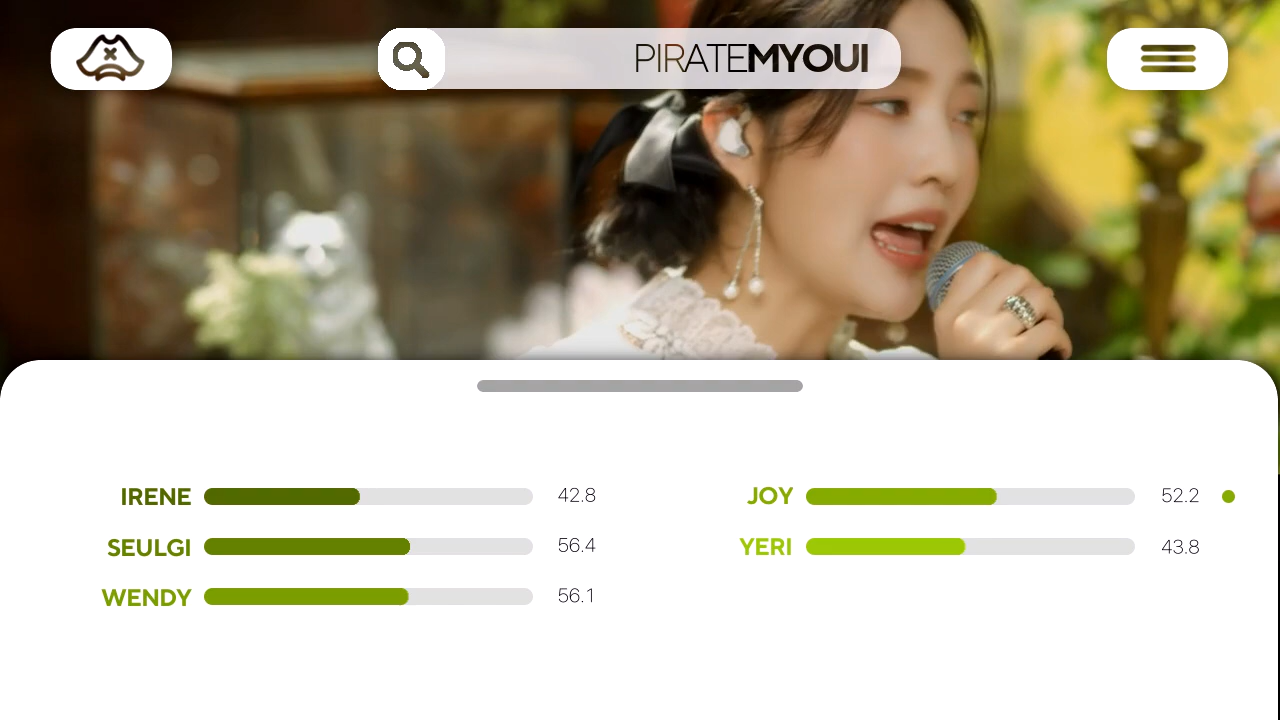 PIRATEMYOUI
IRENE 42.8
SEULGI 56.4
WENDY 56.1
JOY 52.2
YERI 43.8